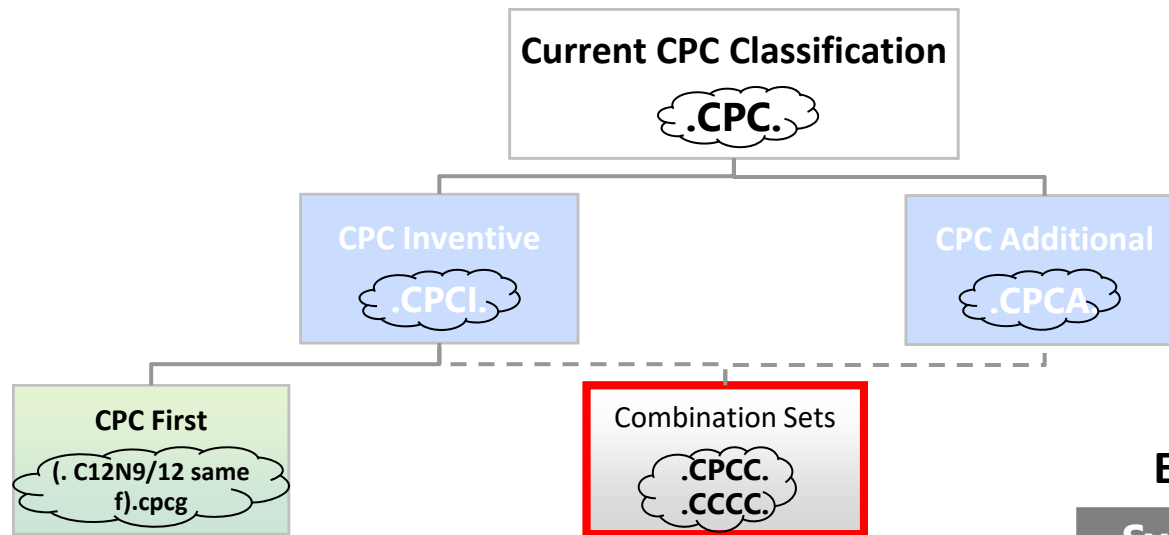 Current CPC Classification
.CPC.
CPC Inventive
.CPCI.
CPC Additional
.CPCA
CPC First
(. C12N9/12 same
f).cpcg
Combination Sets
.CPCC.
.CCCC.